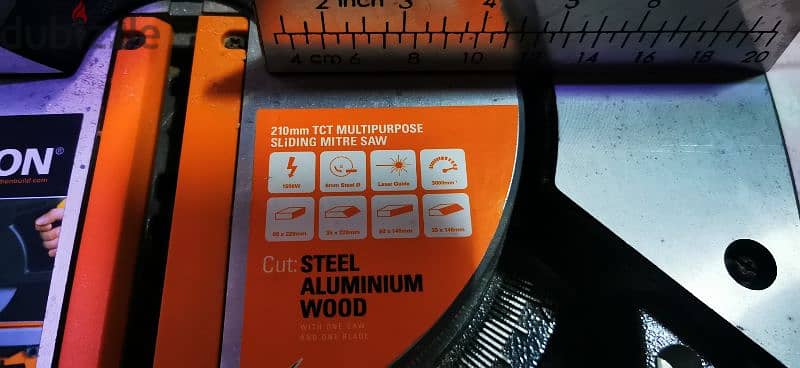 dubizzle
2 inch 3 4 5 6 7
4 cm 6 8 10 12 14 16 18 20
210mm TCT MULTIPURPOSE
SLIDING MITRE SAW
1500W 6mm Steel Laser Guide
ON®
Cut: STEEL
ALUMINIUM
WOOD
WITH ONE SAW
AND ONE BLADE